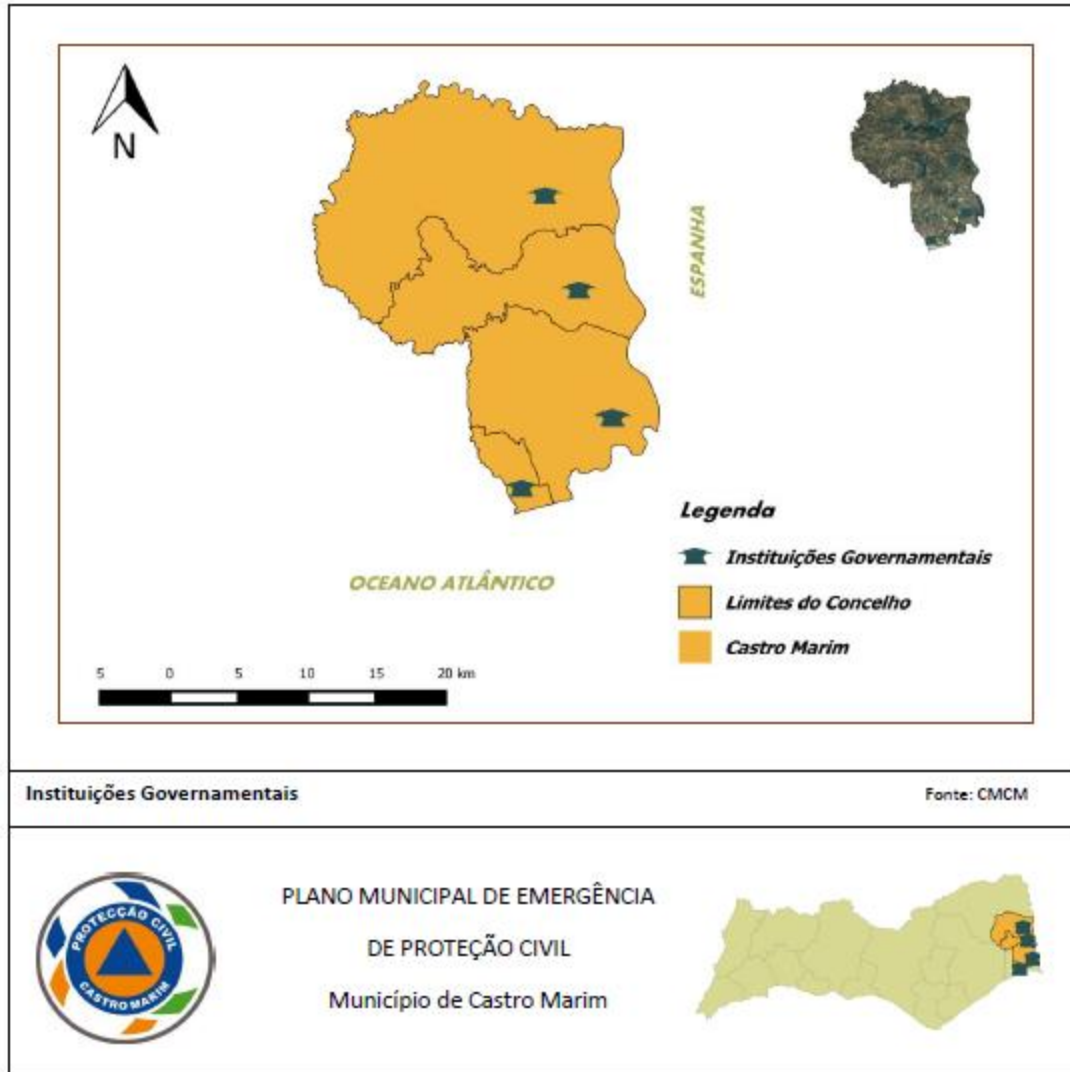 N
ESPANHA
Legenda
Instituições Governamentais
Limites do Concelho
Castro Marim
OCEANO ATLÂNTICO
5 0 5 10 15 20 km
Instituições Governamentais
Fonte: CMCM
PROTECÇÃO CIVIL
CASTRO MARIM
PLANO MUNICIPAL DE EMERGÊNCIA
DE PROTEÇÃO CIVIL
Município de Castro Marim